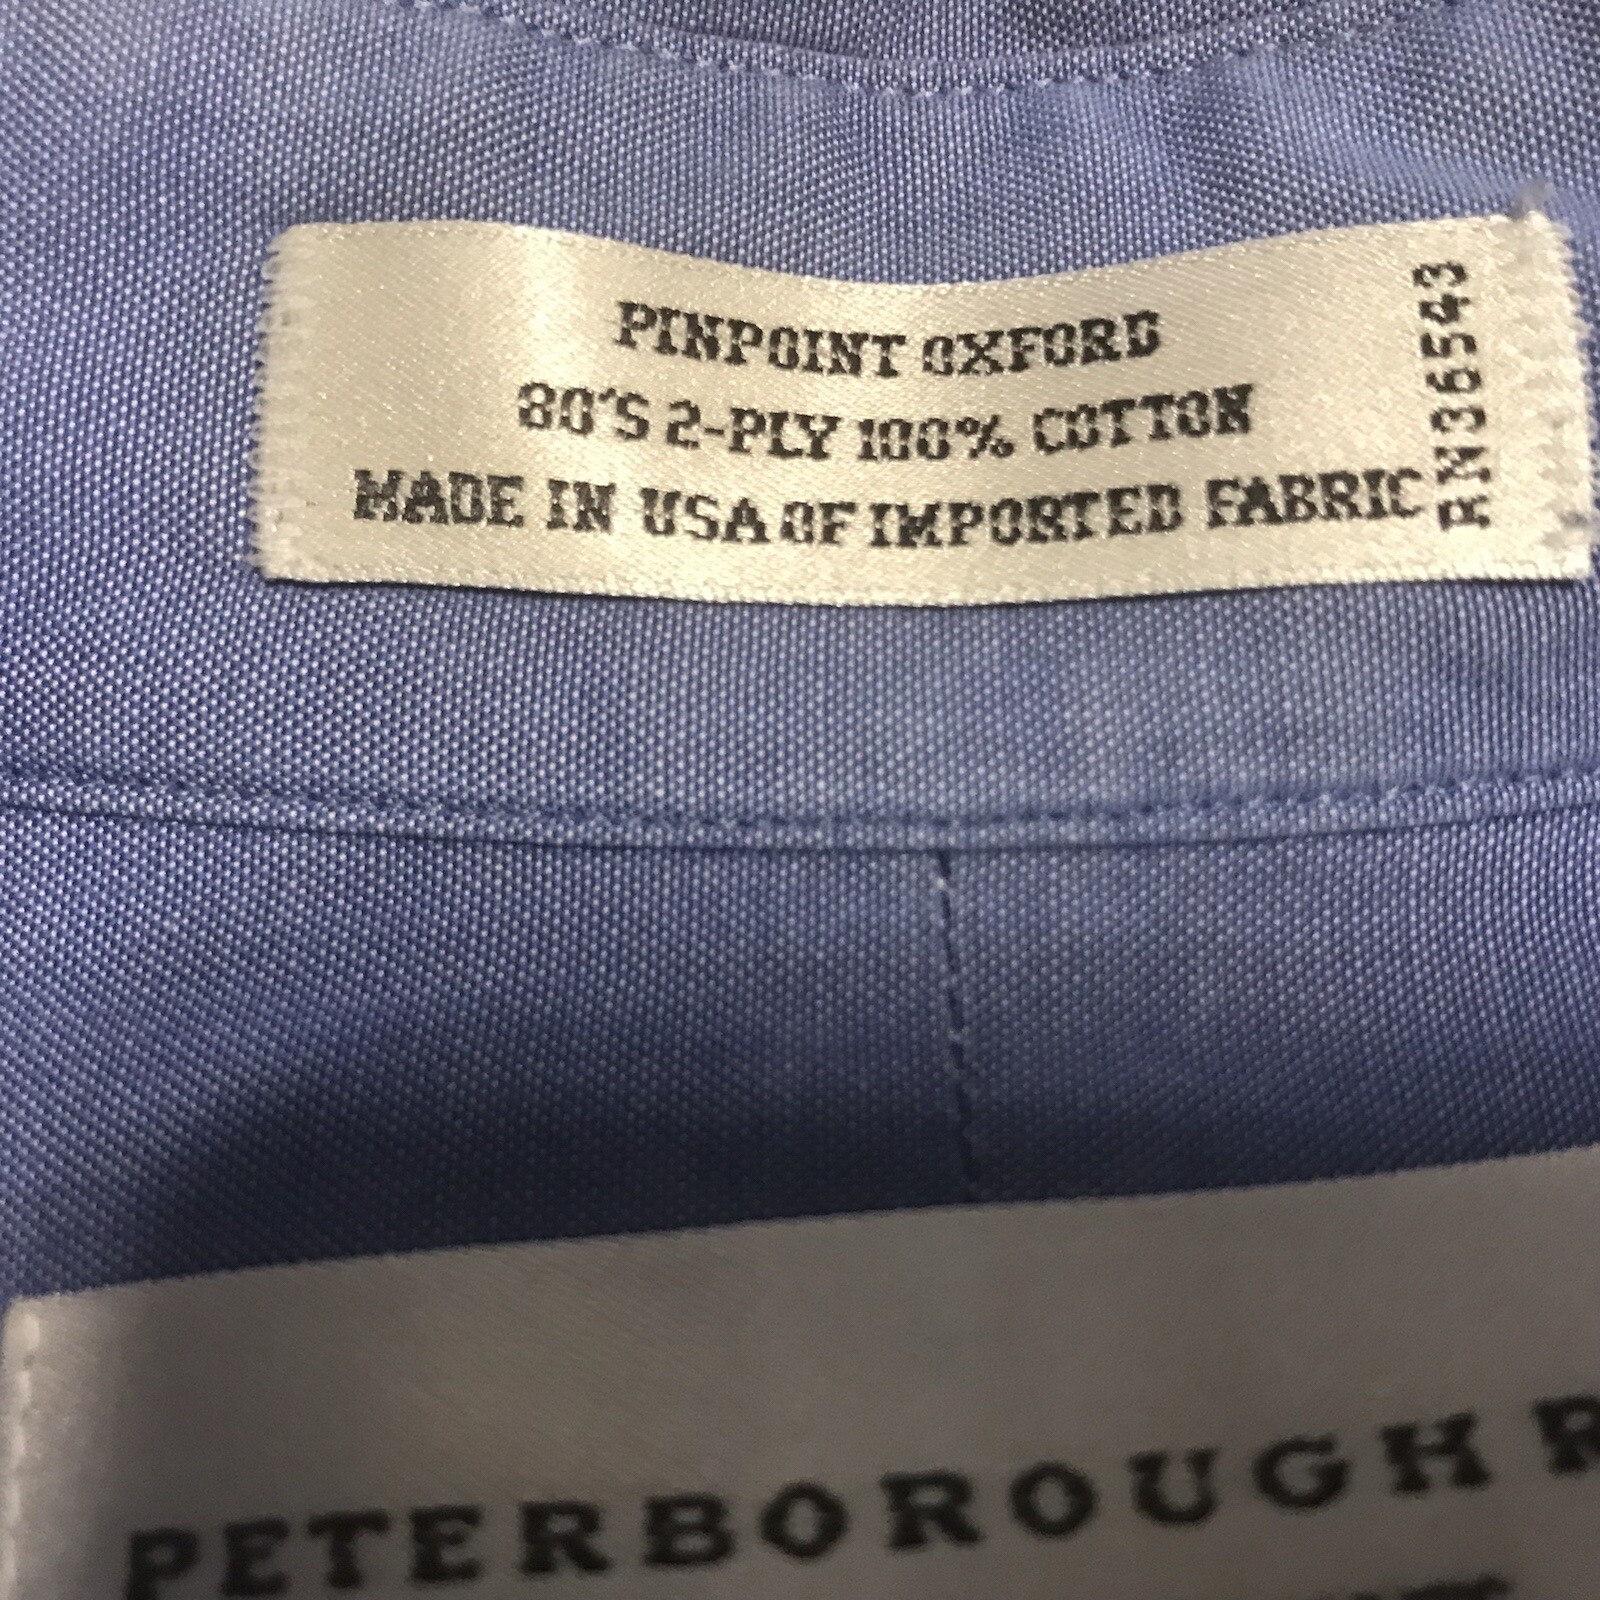 PINPOINT OXFORD
80'S 2-PLY 100% COTTON
MADE IN USA OF IMPORTED FABRIC
RN36543
PETERBOROUGH R